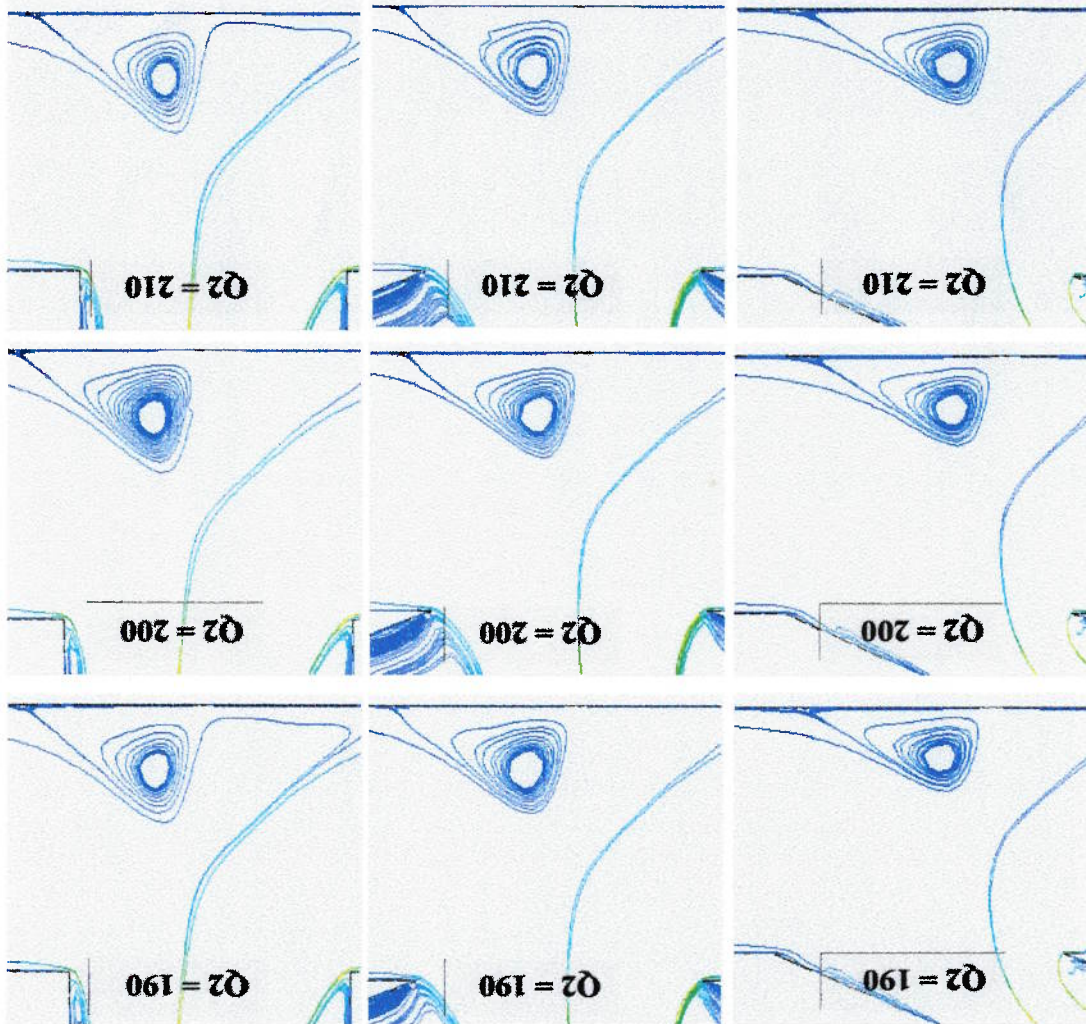 Q2 = 190
Q2 = 190
Q2 = 190
Q2 = 200
Q2 = 200
Q2 = 200
Q2 = 210
Q2 = 210
Q2 = 210